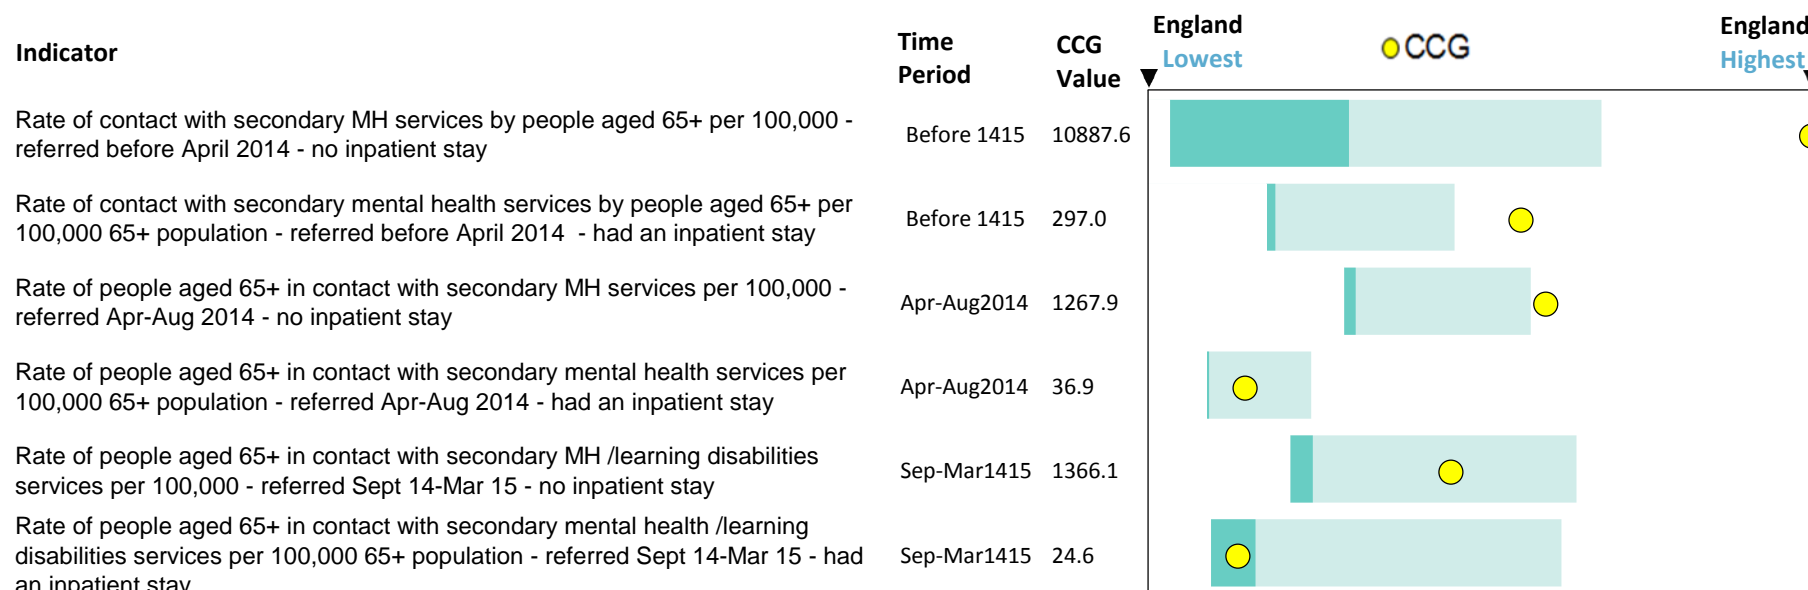 Indicator
Time Period
CCG Value
England Lowest
CCG
England Highest
Rate of contact with secondary MH services by people aged 65+ per 100,000 -
referred before April 2014 - no inpatient stay
Before 1415 10887.6
Rate of contact with secondary mental health services by people aged 65+ per
100,000 65+ population - referred before April 2014 - had an inpatient stay
Before 1415 297.0
Rate of people aged 65+ in contact with secondary MH services per 100,000 -
referred Apr-Aug 2014 - no inpatient stay
Apr-Aug2014 1267.9
Rate of people aged 65+ in contact with secondary mental health services per
100,000 65+ population - referred Apr-Aug 2014 - had an inpatient stay
Apr-Aug2014 36.9
Rate of people aged 65+ in contact with secondary MH /learning disabilities
services per 100,000 - referred Sept 14-Mar 15 - no inpatient stay
Sep-Mar1415 1366.1
Rate of people aged 65+ in contact with secondary mental health /learning
disabilities services per 100,000 65+ population - referred Sept 14-Mar 15 - had
an inpatient stay
Sep-Mar1415 24.6